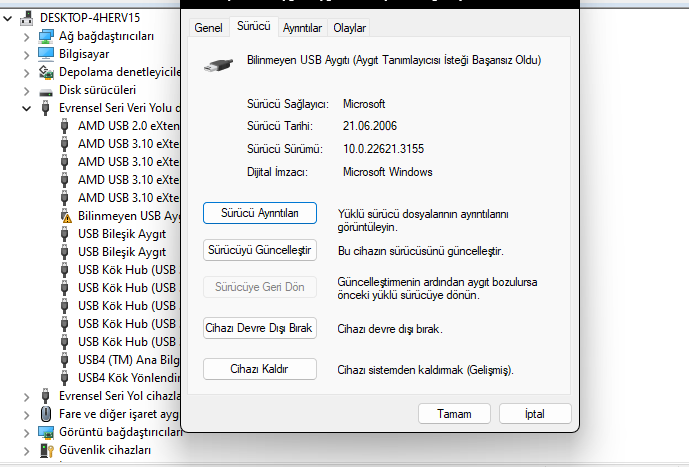 DESKTOP-4HERV15
Ağ bağdaştırıcıları
Bilgisayar
Depolama denetleyicile
Disk sürücüleri
Evrensel Seri Veri Yolu d
AMD USB 2.0 eXten
AMD USB 3.10 eXte
AMD USB 3.10 eXte
AMD USB 3.10 eXte
AMD USB 3.10 eXte
Bilinmeyen USB Ayg
USB Bileşik Aygıt
USB Bileşik Aygıt
USB Kök Hub (USB
USB Kök Hub (USB
USB Kök Hub (USB
USB Kök Hub (USB
USB Kök Hub (USB
USB4 (TM) Ana Bilg
USB4 Kök Yönlendir
Evrensel Seri Yol cihazla
Fare ve diğer işaret ayg
Görüntü bağdaştırıcıları
Güvenlik cihazları
Genel Sürücü Ayrıntılar Olaylar
Bilinmeyen USB Aygıtı (Aygıt Tanımlayıcısı İsteği Başarısız Oldu)
Sürücü Sağlayıcı: Microsoft
Sürücü Tarihi: 21.06.2006
Sürücü Sürümü: 10.0.22621.3155
Dijital İmzacı: Microsoft Windows
Sürücü Ayrıntıları
Yüklü sürücü dosyalarının ayrıntılarını
görüntüleyin.
Sürücüyü Güncelleştir
Bu cihazın sürücüsünü güncelleştir.
Sürücüye Geri Dön
Güncelleştirmenin ardından aygıt bozulursa
önceki yüklü sürücüye dönün.
Cihazı Devre Dışı Bırak
Cihazı devre dışı bırak.
Cihazı Kaldır
Cihazı sistemden kaldırmak (Gelişmiş).
Tamam İptal